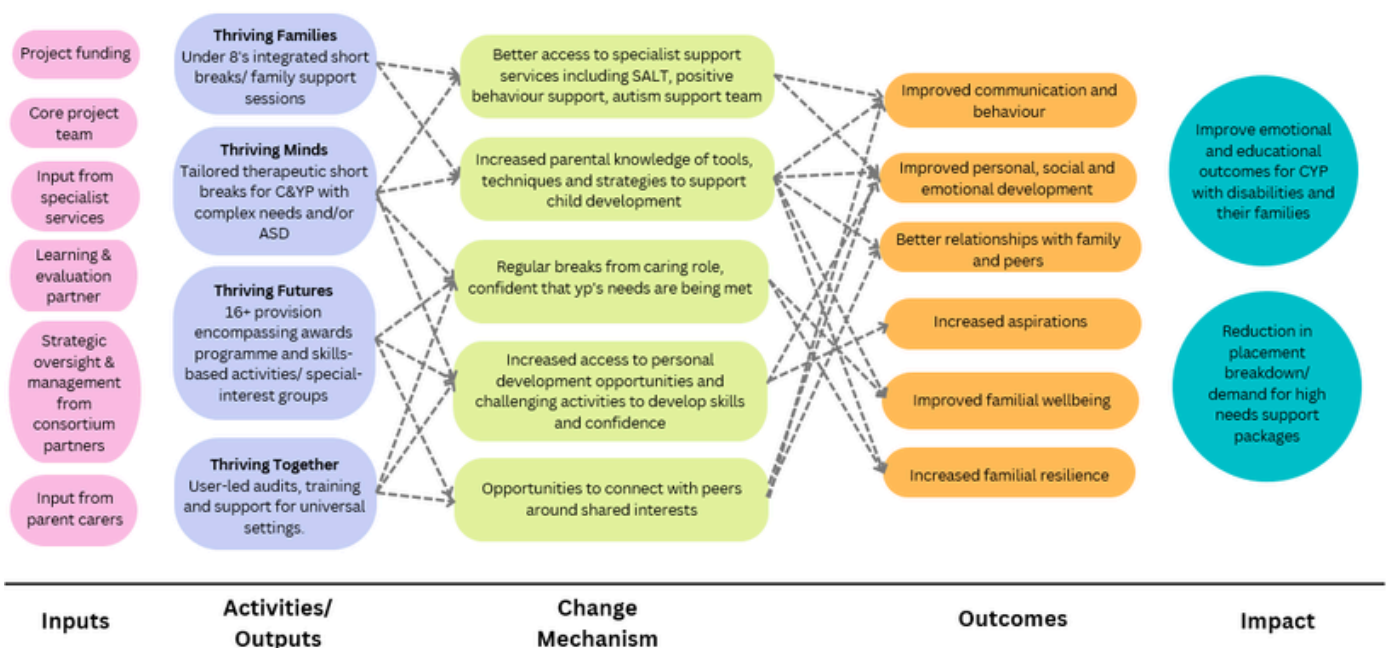 Project funding
Core project
team
Input from
specialist
services
Learning &
evaluation
partner
Strategic
oversight &
management
from
consortium
partners
Input from
parent carers
Thriving Families
Under 8's integrated short
breaks/ family support
sessions
Thriving Minds
Tailored therapeutic short
breaks for C&YP with
complex needs and/or
ASD
Thriving Futures
16+ provision
encompassing awards
programme and skills-
based activities/ special-
interest groups
Thriving Together
User-led audits, training
and support for universal
settings.
Better access to specialist support
services including SALT, positive
behaviour support, autism support team
Increased parental knowledge of tools,
techniques and strategies to support
child development
Regular breaks from caring role,
confident that yp's needs are being met
Increased access to personal
development opportunities and
challenging activities to develop skills
and confidence
Opportunities to connect with peers
around shared interests
Improved communication and
behaviour
Improved personal, social and
emotional development
Better relationships with family
and peers
Increased aspirations
Improved familial wellbeing
Increased familial resilience
Improve emotional
and educational
outcomes for CYP
with disabilities and
their families
Reduction in
placement
breakdown/
demand for high
needs support
packages
Inputs
Activities/
Outputs
Change
Mechanism
Outcomes
Impact